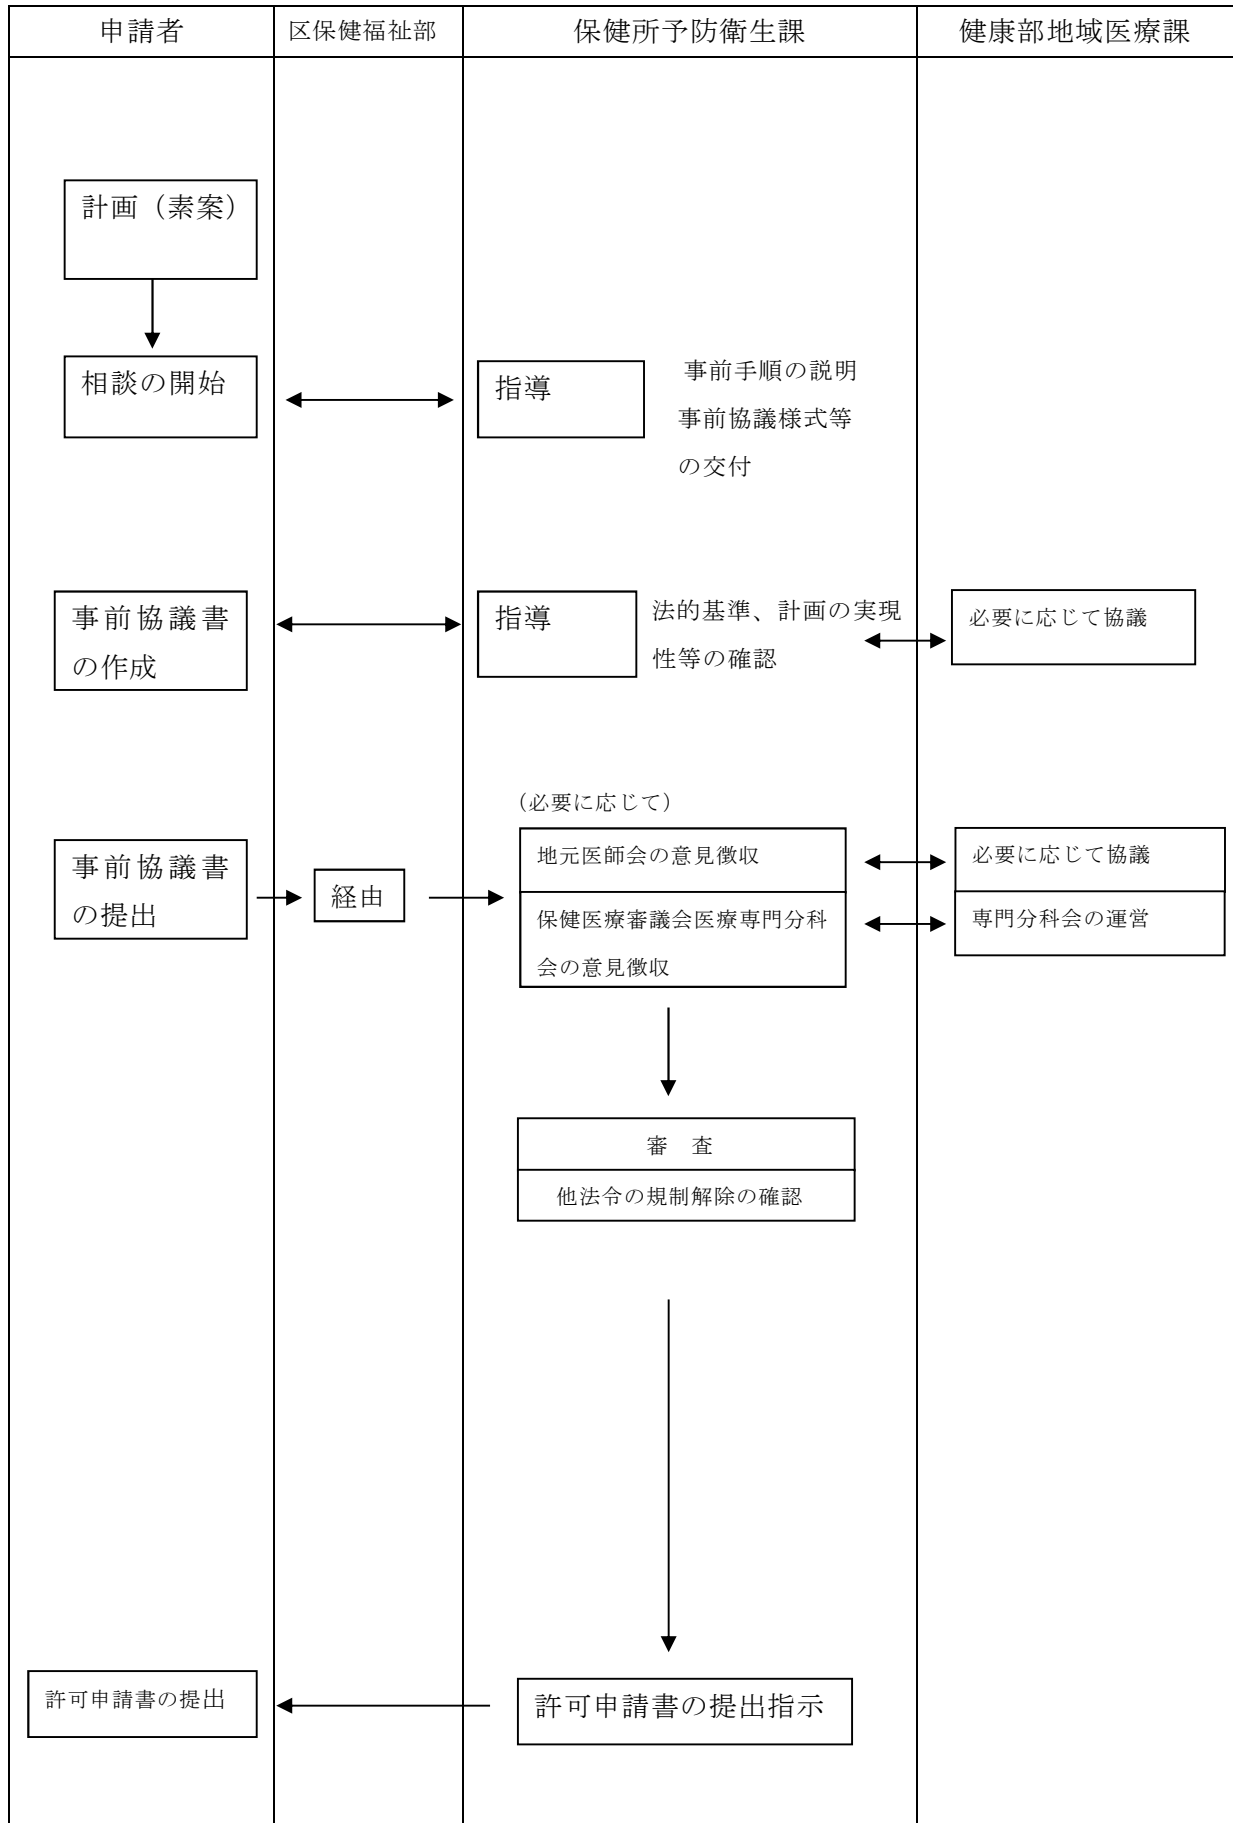 申請者
区保健福祉部
保健所予防衛生課
健康部地域医療課
計画（素案）
相談の開始
指導
事前手順の説明
事前協議様式等
の交付
事前協議書
の作成
指導
法的基準、計画の実現
性等の確認
必要に応じて協議
（必要に応じて）
事前協議書
の提出
経由
地元医師会の意見徴収
保健医療審議会医療専門分科
会の意見徴収
必要に応じて協議
専門分科会の運営
審　査
他法令の規制解除の確認
許可申請書の提出
許可申請書の提出指示